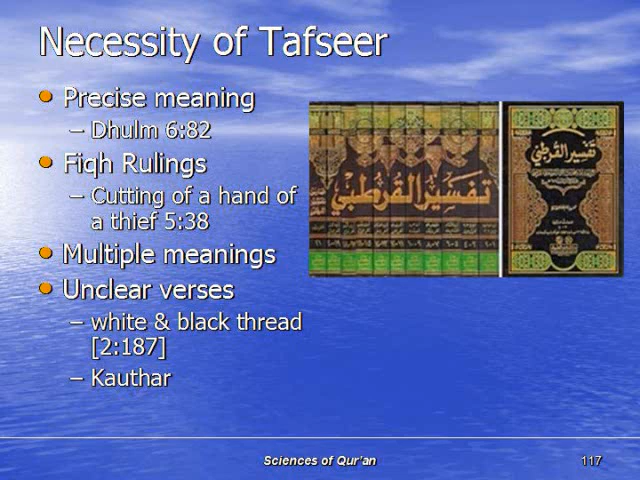 Necessity of Tafseer
• Precise meaning
– Dhulm 6:82
• Fiqh Rulings
– Cutting of a hand of
a thief 5:38
• Multiple meanings
• Unclear verses
– white & black thread
[2:187]
– Kauthar
تفسير القرطبي
تفسير القرطبي
Sciences of Qur'an
117